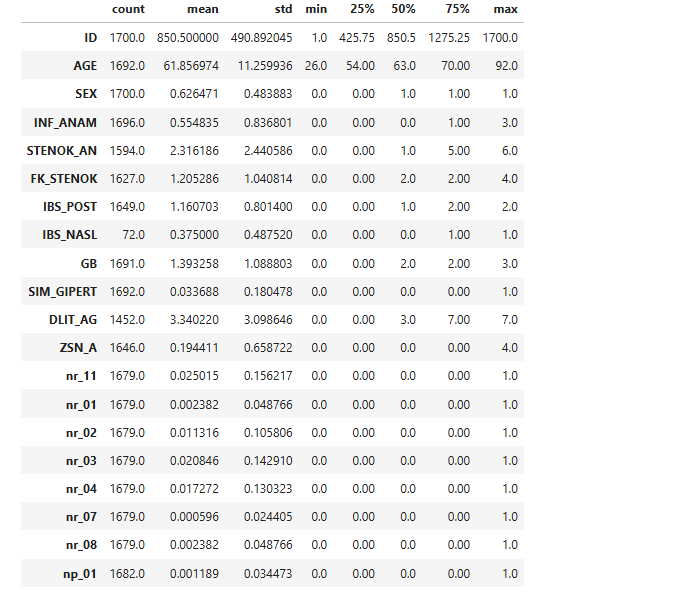 count mean std min 25% 50% 75% max
ID 1700.0 850.500000 490.892045 1.0 425.75 850.5 1275.25 1700.0
AGE 1692.0 61.856974 11.259936 26.0 54.00 63.0 70.00 92.0
SEX 1700.0 0.626471 0.483883 0.0 0.00 1.0 1.00 1.0
INF_ANAM 1696.0 0.554835 0.836801 0.0 0.00 0.0 1.00 3.0
STENOK_AN 1594.0 2.316186 2.440586 0.0 0.00 1.0 5.00 6.0
FK_STENOK 1627.0 1.205286 1.040814 0.0 0.00 2.0 2.00 4.0
IBS_POST 1649.0 1.160703 0.801400 0.0 0.00 1.0 2.00 2.0
IBS_NASL 72.0 0.375000 0.487520 0.0 0.00 0.0 1.00 1.0
GB 1691.0 1.393258 1.088803 0.0 0.00 2.0 2.00 3.0
SIM_GIPERT 1692.0 0.033688 0.180478 0.0 0.00 0.0 0.00 1.0
DLIT_AG 1452.0 3.340220 3.098646 0.0 0.00 3.0 7.00 7.0
ZSN_A 1646.0 0.194411 0.658722 0.0 0.00 0.0 0.00 4.0
nr_11 1679.0 0.025015 0.156217 0.0 0.00 0.0 0.00 1.0
nr_01 1679.0 0.002382 0.048766 0.0 0.00 0.0 0.00 1.0
nr_02 1679.0 0.011316 0.105806 0.0 0.00 0.0 0.00 1.0
nr_03 1679.0 0.020846 0.142910 0.0 0.00 0.0 0.00 1.0
nr_04 1679.0 0.017272 0.130323 0.0 0.00 0.0 0.00 1.0
nr_07 1679.0 0.000596 0.024405 0.0 0.00 0.0 0.00 1.0
nr_08 1679.0 0.002382 0.048766 0.0 0.00 0.0 0.00 1.0
np_01 1682.0 0.001189 0.034473 0.0 0.00 0.0 0.00 1.0